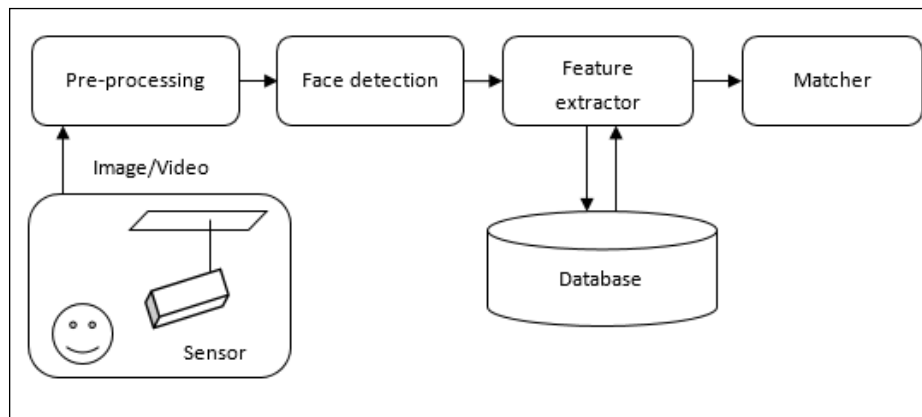 Pre-processing
Face detection
Feature
extractor
Matcher
Image/Video
Sensor
Database